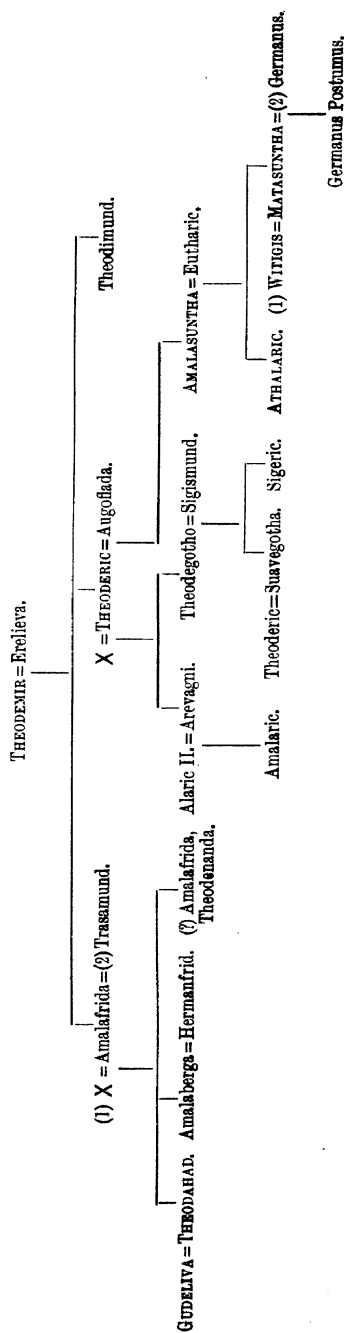 THEODEMIR = Erelieva.
(1) X = Amalafrida = (2) Trasamund. X = THEODERIC = Augoflada. Theodimund.
GUDELIVA = THEODAHAD. Amalaberga = Hermanfrid. (?) Amalafrida, Theodenanda. Alaric II. = Arevagni. Theodegotho = Sigismund. AMALASUNTHA = Eutharic.
Amalaric. Theoderic = Suavegotha. Sigeric. ATHALARIC. (1) WITIGIS = MATASUNTHA = (2) Germanus.
Germanus Postumus.